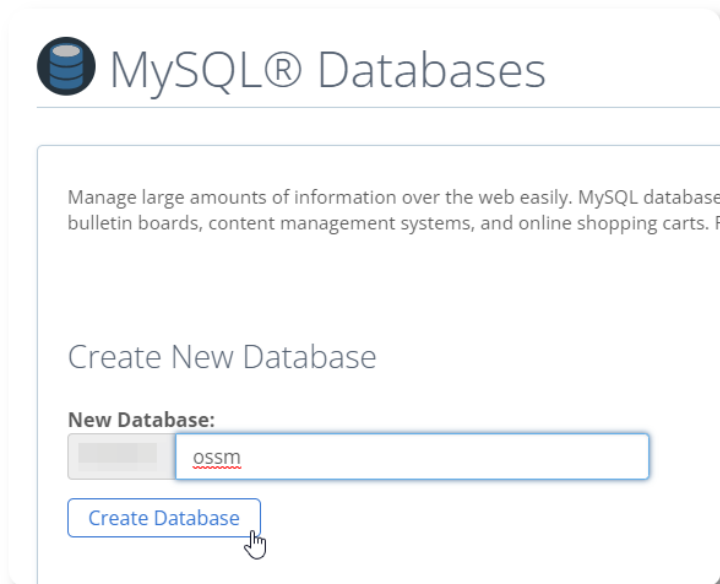 MySQL® Databases
Manage large amounts of information over the web easily. MySQL database
bulletin boards, content management systems, and online shopping carts.
Create New Database
New Database:
ossm
Create Database